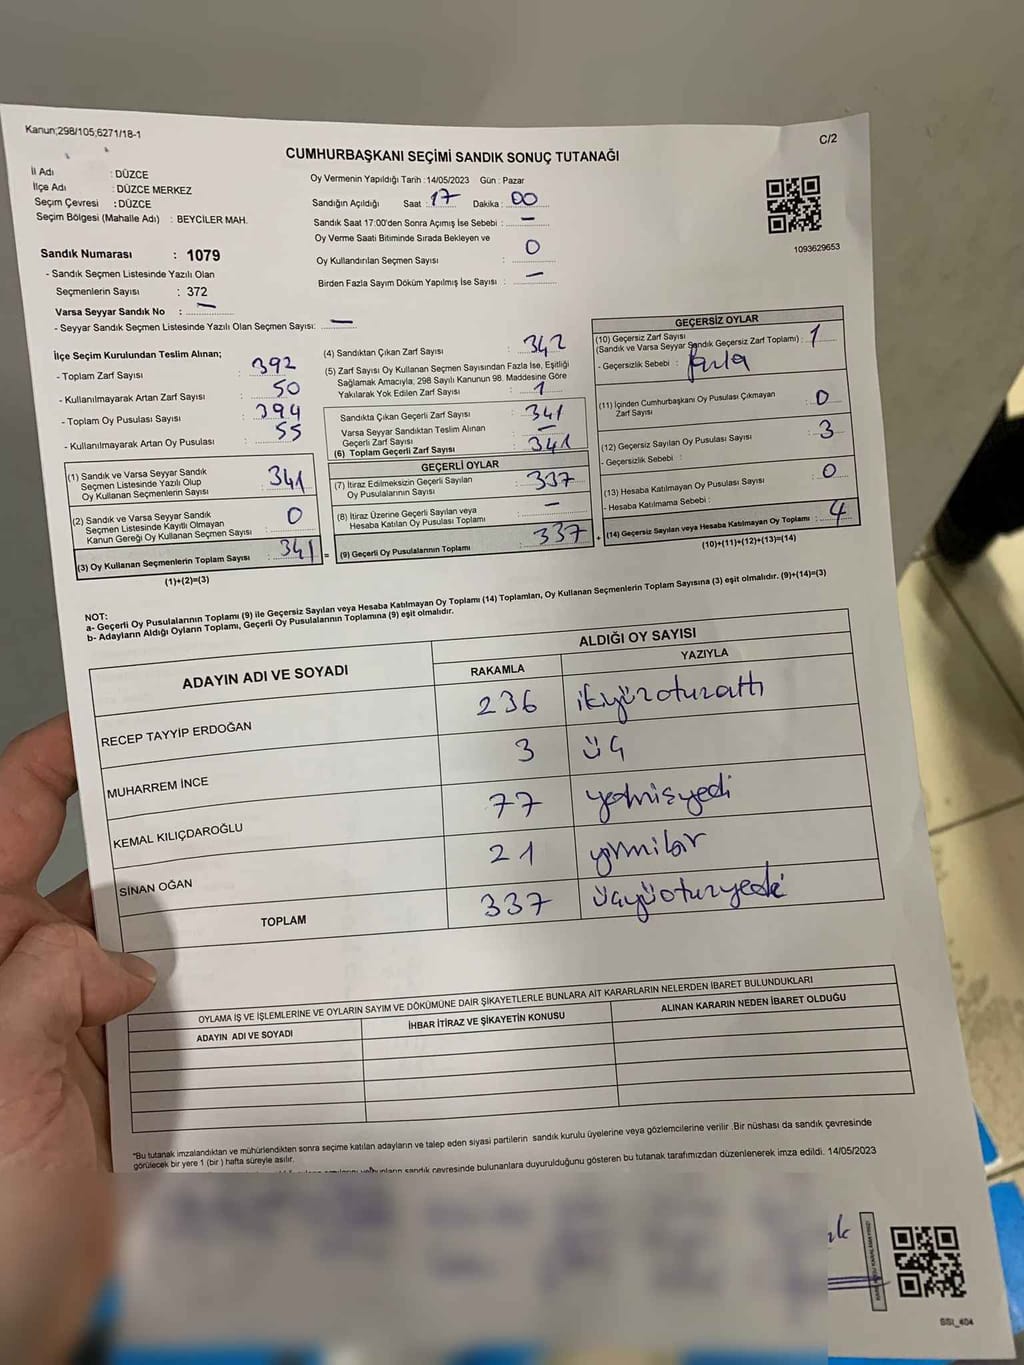 Kanun;298/105,6271/18-1
C/2
CUMHURBAŞKANI SEÇİMİ SANDIK SONUÇ TUTANAĞI
İl Adı : DÜZCE
İlçe Adı : DÜZCE MERKEZ
Seçim Çevresi : DÜZCE
Seçim Bölgesi (Mahalle Adı) : BEYCİLER MAH.
Oy Vermenin Yapıldığı Tarih : 14/05/2023 Gün : Pazar
Sandığın Açıldığı Saat : 17 Dakika : 00
Sandık Saat 17:00'den Sonra Açımış İse Sebebi : —
Oy Verme Saati Bitiminde Sırada Bekleyen ve
Oy Kullandırılan Seçmen Sayısı : 0
Birden Fazla Sayım Döküm Yapılmış İse Sayısı : —
1093629653
Sandık Numarası : 1079
- Sandık Seçmen Listesinde Yazılı Olan
Seçmenlerin Sayısı : 372
Varsa Seyyar Sandık No : —
- Seyyar Sandık Seçmen Listesinde Yazılı Olan Seçmen Sayısı: —
İlçe Seçim Kurulundan Teslim Alınan;
- Toplam Zarf Sayısı : 392
- Kullanılmayarak Artan Zarf Sayısı : 50
- Toplam Oy Pusulası Sayısı : 394
- Kullanılmayarak Artan Oy Pusulası : 55
(1) Sandık ve Varsa Seyyar Sandık
Seçmen Listesinde Yazılı Olup
Oy Kullanan Seçmenlerin Sayısı : 341
(2) Sandık ve Varsa Seyyar Sandık
Seçmen Listesinde Kayıtlı Olmayan
Kanun Gereği Oy Kullanan Seçmen Sayısı : 0
(3) Oy Kullanan Seçmenlerin Toplam Sayısı : 341 =
(1)+(2)=(3)
(4) Sandıktan Çıkan Zarf Sayısı : 342
(5) Zarf Sayısı Oy Kullanan Seçmen Sayısından Fazla İse, Eşitliği
Sağlamak Amacıyla; 298 Sayılı Kanunun 98. Maddesine Göre
Yakılarak Yok Edilen Zarf Sayısı : 1
Sandıkta Çıkan Geçerli Zarf Sayısı : 341
Varsa Seyyar Sandıktan Teslim Alınan
Geçerli Zarf Sayısı : —
(6) Toplam Geçerli Zarf Sayısı : 341
GEÇERLİ OYLAR
(7) İtiraz Edilmeksizin Geçerli Sayılan
Oy Pusulalarının Sayısı : 337
(8) İtiraz Üzerine Geçerli Sayılan veya
Hesaba Katılan Oy Pusulası Toplamı : —
(9) Geçerli Oy Pusulalarının Toplamı : 337 +
GEÇERSİZ OYLAR
(10) Geçersiz Zarf Sayısı
(Sandık ve Varsa Seyyar Sandık Geçersiz Zarf Toplamı) : 1
- Geçersizlik Sebebi : fazla
(11) İçinden Cumhurbaşkanı Oy Pusulası Çıkmayan
Zarf Sayısı : 0
(12) Geçersiz Sayılan Oy Pusulası Sayısı : 3
- Geçersizlik Sebebi :
(13) Hesaba Katılmayan Oy Pusulası Sayısı : 0
- Hesaba Katılmama Sebebi :
(14) Geçersiz Sayılan veya Hesaba Katılmayan Oy Toplamı : 4
(10)+(11)+(12)+(13)=(14)
NOT:
a- Geçerli Oy Pusulalarının Toplamı (9) ile Geçersiz Sayılan veya Hesaba Katılmayan Oy Toplamı (14) Toplamları, Oy Kullanan Seçmenlerin Toplam Sayısına (3) eşit olmalıdır. (9)+(14)=(3)
b- Adayların Aldığı Oyların Toplamı, Geçerli Oy Pusulalarının Toplamına (9) eşit olmalıdır.
ADAYIN ADI VE SOYADI
ALDIĞI OY SAYISI
RAKAMLA YAZIYLA
RECEP TAYYİP ERDOĞAN 236 ikiyüzotuzaltı
MUHARREM İNCE 3 üç
KEMAL KILIÇDAROĞLU 77 yetmişyedi
SİNAN OĞAN 21 yirmibir
TOPLAM 337 üçyüzotuzyedi
OYLAMA İŞ VE İŞLEMLERİNE VE OYLARIN SAYIM VE DÖKÜMÜNE DAİR ŞİKAYETLERLE BUNLARA AİT KARARLARIN NELERDEN İBARET BULUNDUKLARI
ADAYIN ADI VE SOYADI İHBAR İTİRAZ VE ŞİKAYETİN KONUSU ALINAN KARARIN NEDEN İBARET OLDUĞU
*Bu tutanak imzalandıktan ve mühürlendikten sonra seçime katılan adayların ve talep eden siyasi partilerin sandık kurulu üyelerine veya gözlemcilerine verilir .Bir nüshası da sandık çevresinde
görülecek bir yere 1 (bir ) hafta süreyle asılır.
sandık çevresinde bulunanlara duyurulduğunu gösteren bu tutanak tarafımızdan düzenlenerek imza edildi. 14/05/2023
SSI_404